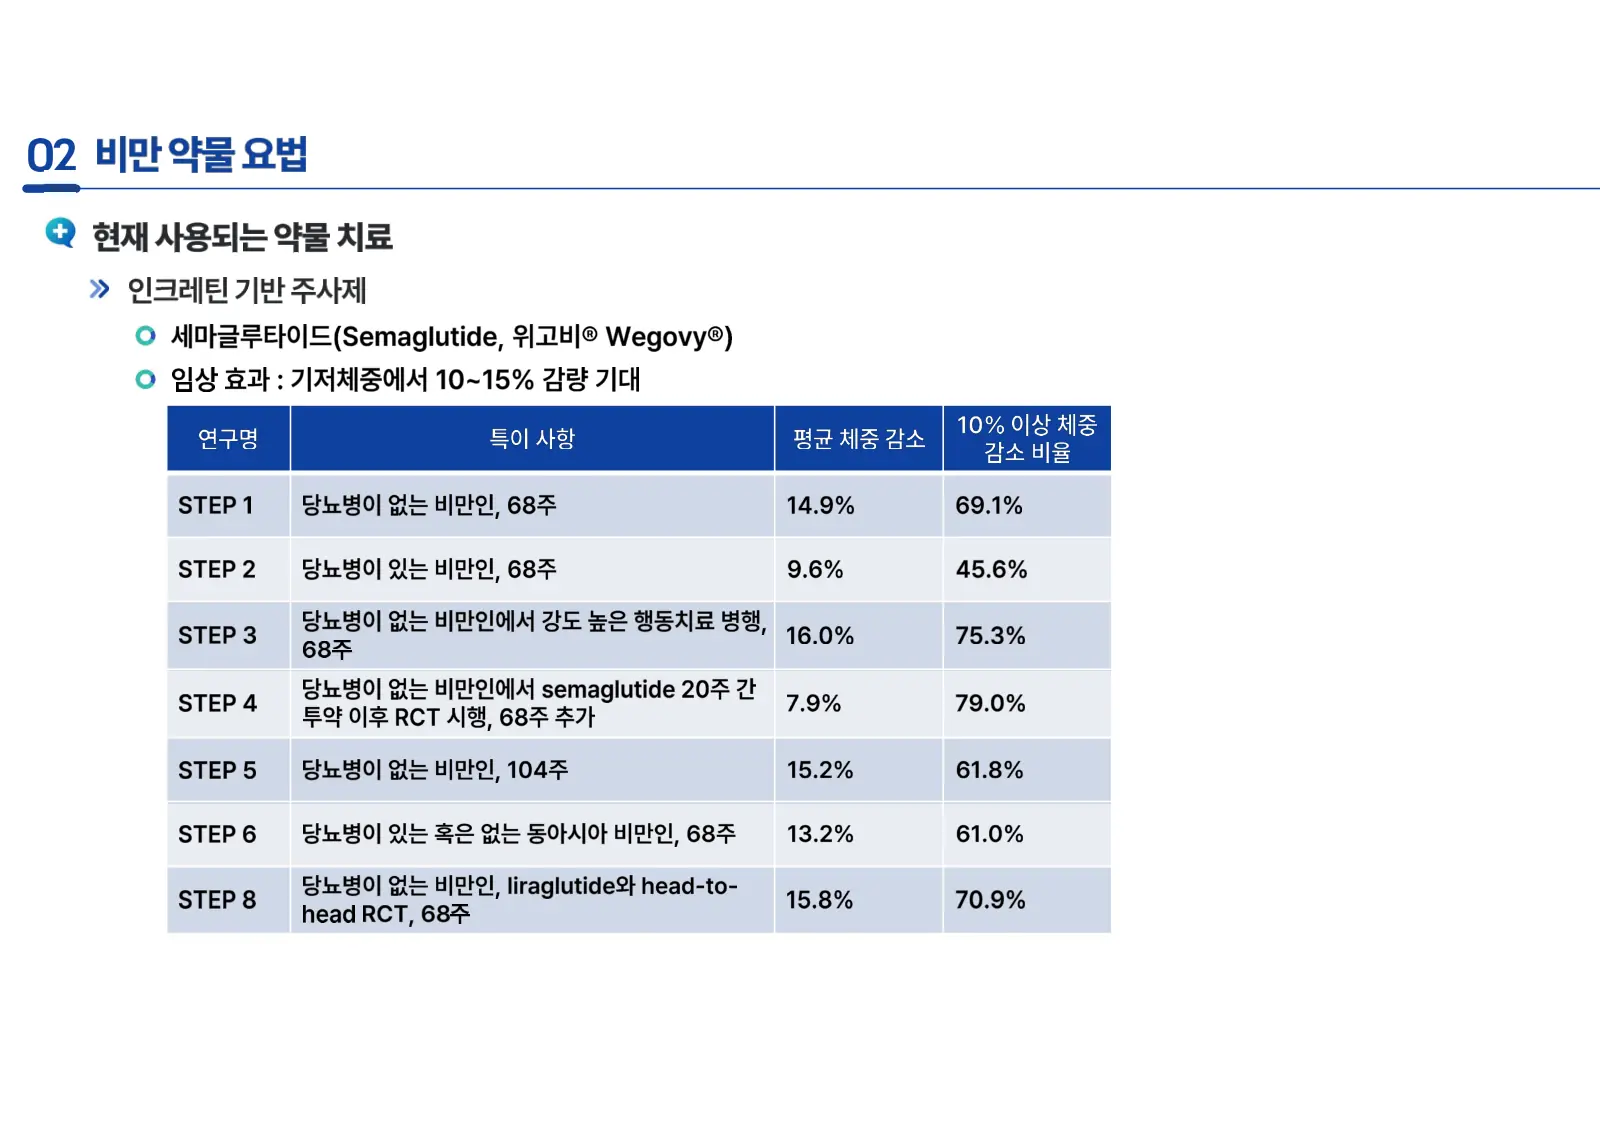 02 비만 약물 요법
현재 사용되는 약물 치료
인크레틴 기반 주사제
세마글루타이드(Semaglutide, 위고비® Wegovy®)
임상 효과 : 기저체중에서 10~15% 감량 기대
연구명 특이 사항 평균 체중 감소 10% 이상 체중
감소 비율
STEP 1 당뇨병이 없는 비만인, 68주 14.9% 69.1%
STEP 2 당뇨병이 있는 비만인, 68주 9.6% 45.6%
STEP 3 당뇨병이 없는 비만인에서 강도 높은 행동치료 병행,
68주 16.0% 75.3%
STEP 4 당뇨병이 없는 비만인에서 semaglutide 20주 간
투약 이후 RCT 시행, 68주 추가 7.9% 79.0%
STEP 5 당뇨병이 없는 비만인, 104주 15.2% 61.8%
STEP 6 당뇨병이 있는 혹은 없는 동아시아 비만인, 68주 13.2% 61.0%
STEP 8 당뇨병이 없는 비만인, liraglutide와 head-to-
head RCT, 68주 15.8% 70.9%